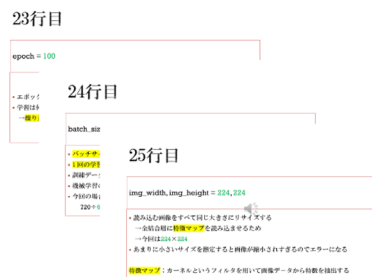 23行目
epoch = 100
• エポック
• 学習は
24行目
batch_siz
• バッチサ
• 1回の学習
• 訓練デー
• 機械学習の
• 今回の場合
720÷
25行目
img_width, img_height = 224, 224
• 読み込む画像をすべて同じ大きさにリサイズする
→全結合層に特徴マップを読み込ませるため
→今回は224×224
• あまりに小さいサイズを指定すると画像が縮小されすぎるのでエラーになる
特徴マップ：カーネルというフィルタを用いて画像データから特徴を抽出する